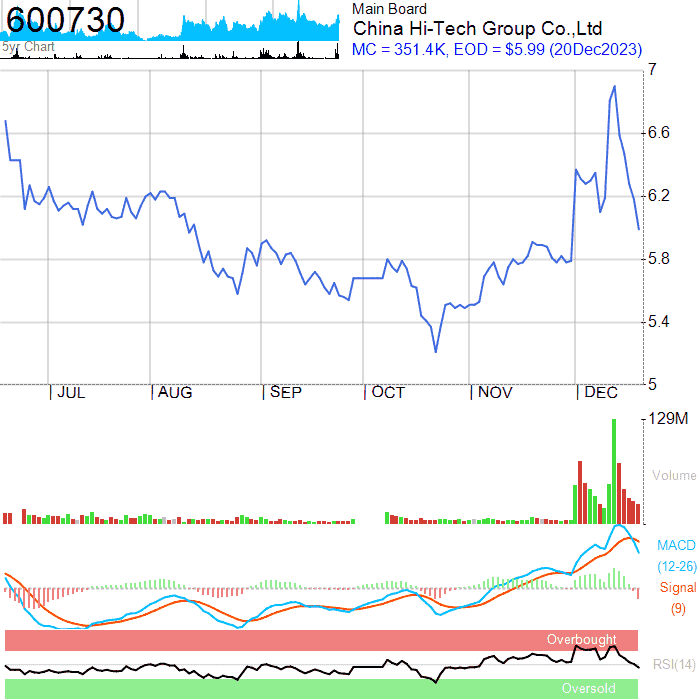 600730
5yr Chart
Main Board
China Hi-Tech Group Co.,Ltd
MC = 351.4K, EOD = $5.99 (20Dec2023)
7
6.6
6.2
5.8
5.4
5
JUL AUG SEP OCT NOV DEC
129M
Volume
MACD
(12-26)
Signal
(9)
Overbought
RSI(14)
Oversold